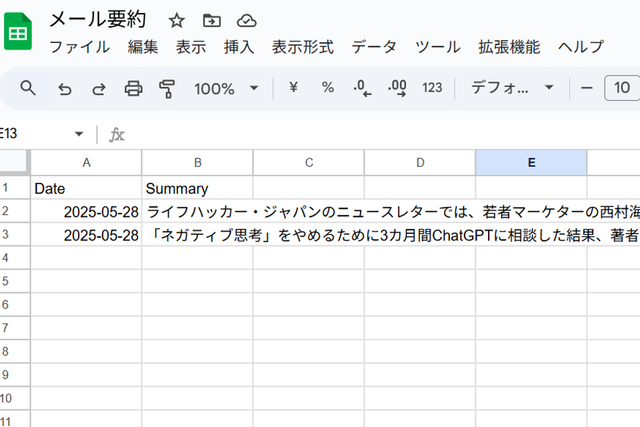 メール要約
ファイル 編集 表示 挿入 表示形式 データ ツール 拡張機能 ヘルプ
100% ¥ % .0 .00 123 デフォ... 10
E13 fx
A B C D E
1 Date Summary
2 2025-05-28 ライフハッカー・ジャパンのニュースレターでは、若者マーケターの西村海
3 2025-05-28 「ネガティブ思考」をやめるために3カ月間ChatGPTに相談した結果、著者
4
5
6
7
8
9
10
11